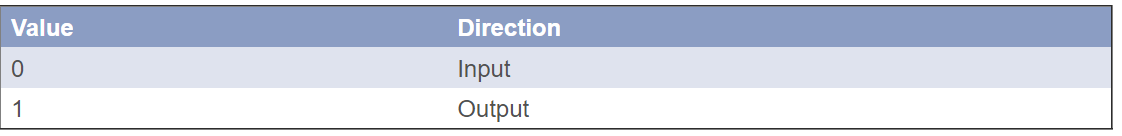 Value Direction
0 Input
1 Output